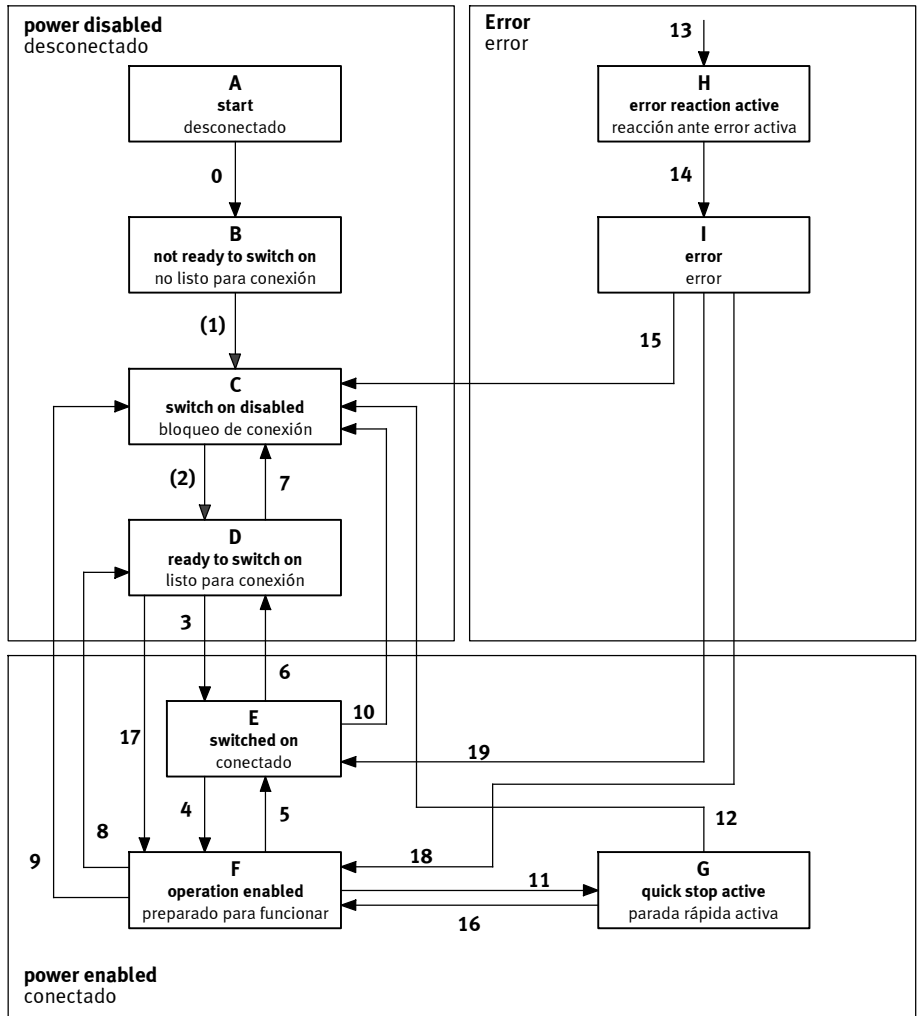 power disabled
desconectado
A
start
desconectado
0
B
not ready to switch on
no listo para conexión
(1)
C
switch on disabled
bloqueo de conexión
(2)
7
D
ready to switch on
listo para conexión
3
Error
error
13
H
error reaction active
reacción ante error activa
14
I
error
error
15
6
E
switched on
conectado
10
17
19
4
5
8
9
F
operation enabled
preparado para funcionar
18
11
16
12
G
quick stop active
parada rápida activa
power enabled
conectado